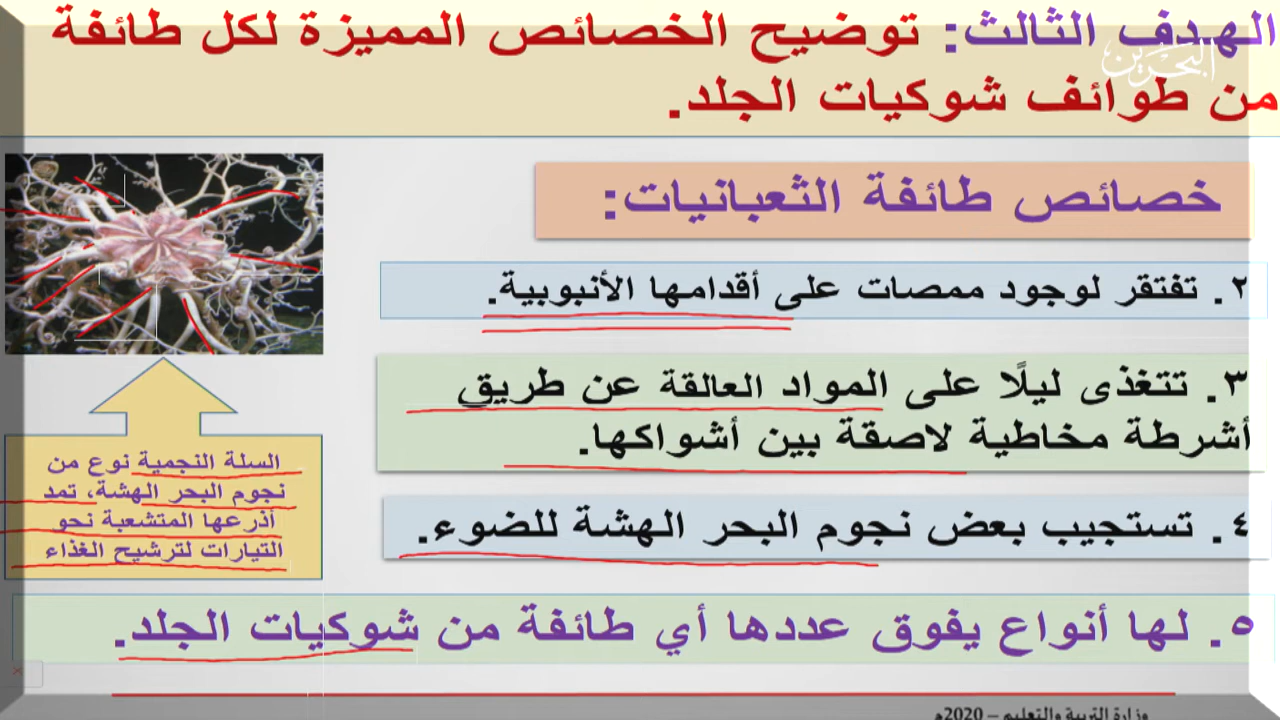 الهدف الثالث: توضيح الخصائص المميزة لكل طائفة
من طوائف شوكيات الجلد.
البحرين
خصائص طائفة الثعبانيات:
٢. تفتقر لوجود ممصات على أقدامها الأنبوبية.
٣. تتغذى ليلًا على المواد العالقة عن طريق
أشرطة مخاطية لاصقة بين أشواكها.
٤. تستجيب بعض نجوم البحر الهشة للضوء.
السلة النجمية نوع من
نجوم البحر الهشة، تمد
أذرعها المتشعبة نحو
التيارات لترشيح الغذاء
٥. لها أنواع يفوق عددها أي طائفة من شوكيات الجلد.
وزارة التربية والتعليم – 2020م